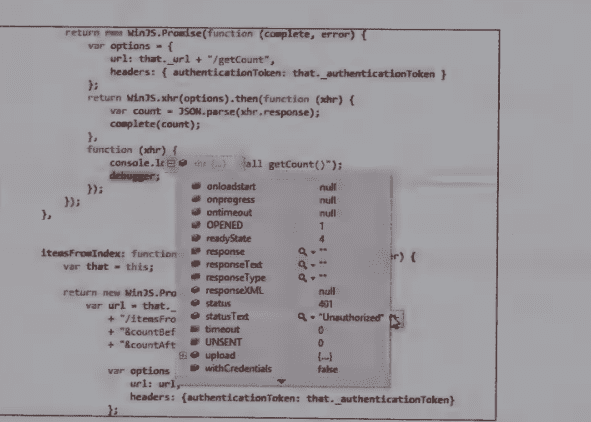 return new WinJS.Promise(function (complete, error) {
var options = {
url: that._url + "/getCount",
headers: { authenticationToken: that._authenticationToken }
};
return WinJS.xhr(options).then(function (xhr) {
var count = JSON.parse(xhr.response);
complete(count);
},
function (xhr) {
console.lo xhr {...} all getCount()");
debugger;
});
});
},
onloadstart null
onprogress null
ontimeout null
OPENED 1
readyState 4
response ""
responseText ""
responseType ""
responseXML null
status 401
statusText "Unauthorized"
timeout 0
UNSENT 0
upload {...}
withCredentials false
itemsFromIndex: function r) {
var that = this;
return new WinJS.Pro
var url = that._
+ "/itemsFro
+ "&countBef
+ "&countAft
var options
url: url,
headers: {authenticationToken: that._authenticationToken}
};